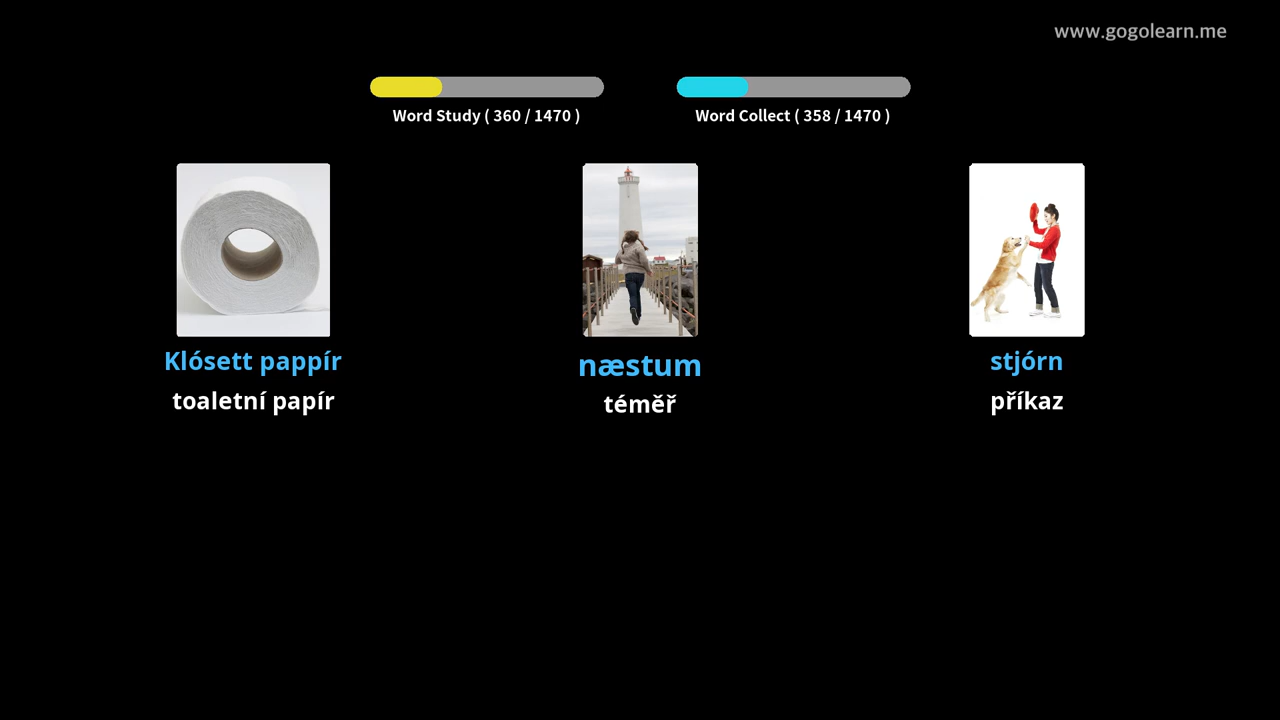 www.gogolearn.me
Word Study ( 360 / 1470 )
Word Collect ( 358 / 1470 )
Klósett pappír
næstum
stjórn
toaletní papír
téměř
příkaz